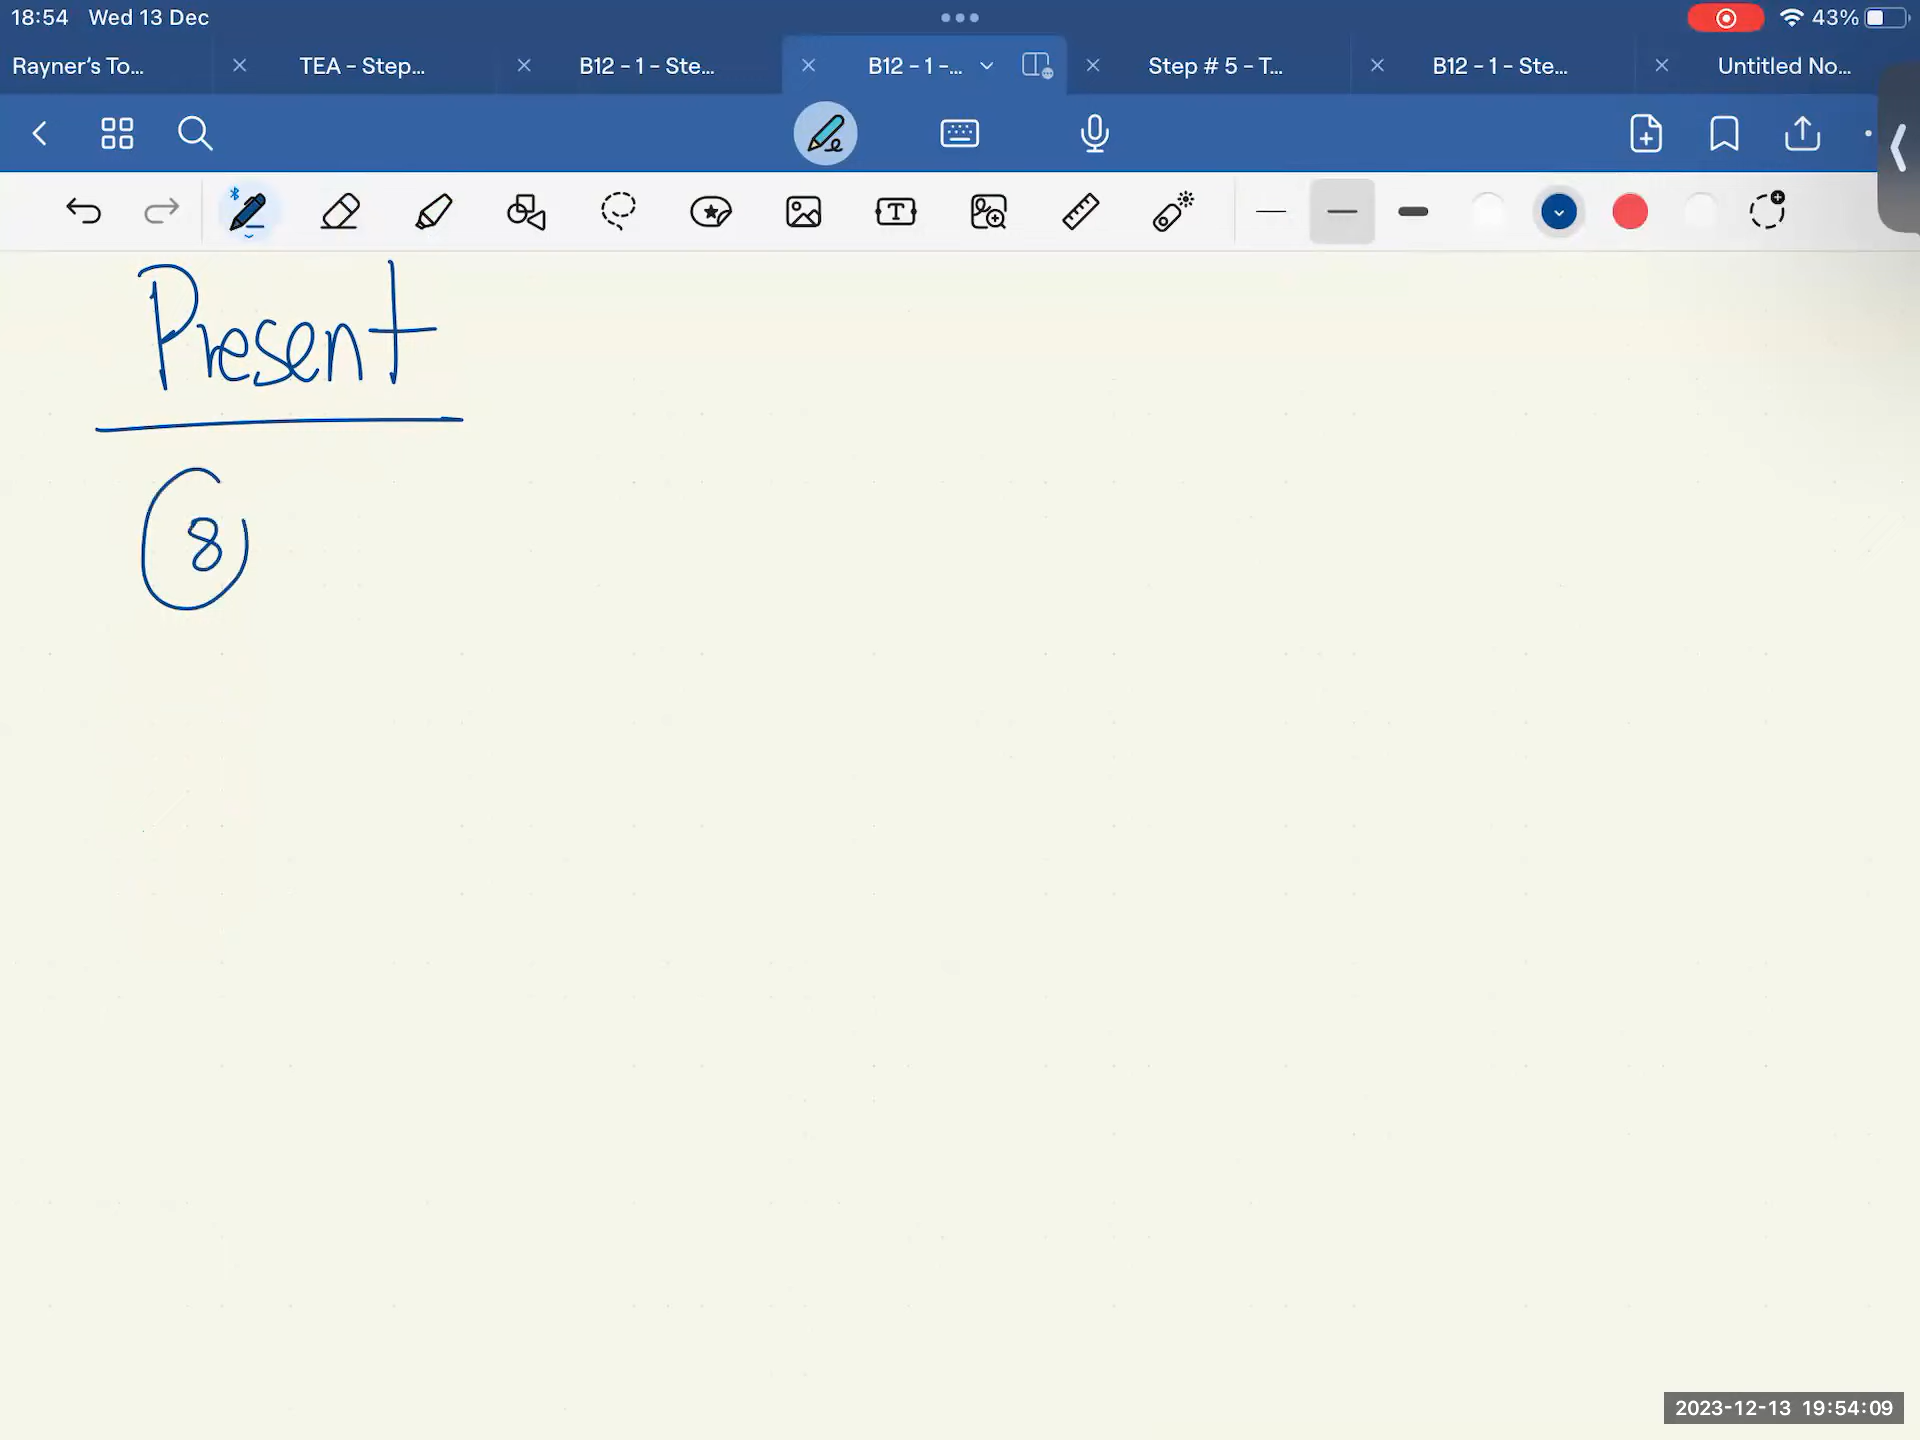 18:54 Wed 13 Dec
43%
Rayner's To...
TEA - Step...
B12 - 1 - Ste...
B12 - 1 -...
Step # 5 - T...
B12 - 1 - Ste...
Untitled No...
Present
8
2023-12-13 19:54:09